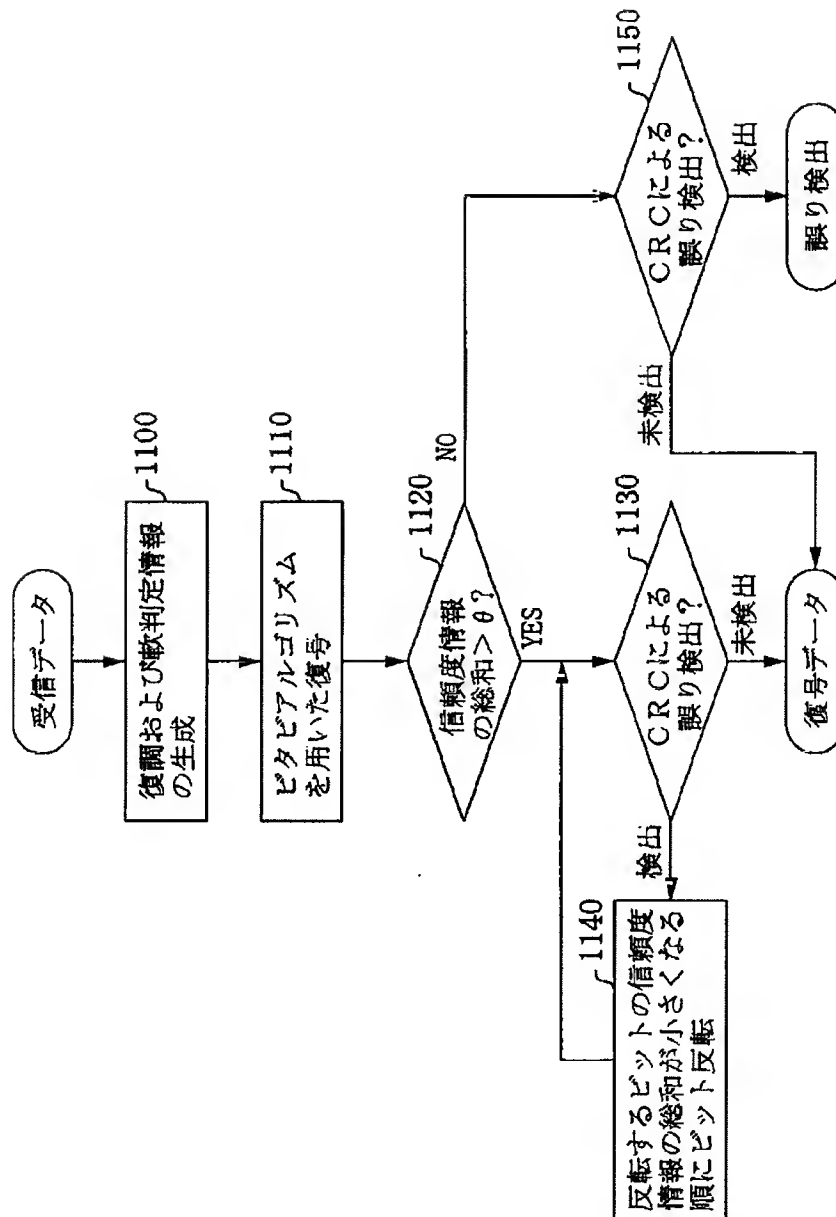 受信データ
1100
復調および軟判定情報
の生成
1110
ビタビアルゴリズム
を用いた復号
1120
信頼度情報
の総和＞θ？
NO
YES
1130
CRCによる
誤り検出？
検出
未検出
1140
反転するビットの信頼度
情報の総和が小さくなる
順にビット反転
1150
CRCによる
誤り検出？
未検出
検出
復号データ
誤り検出